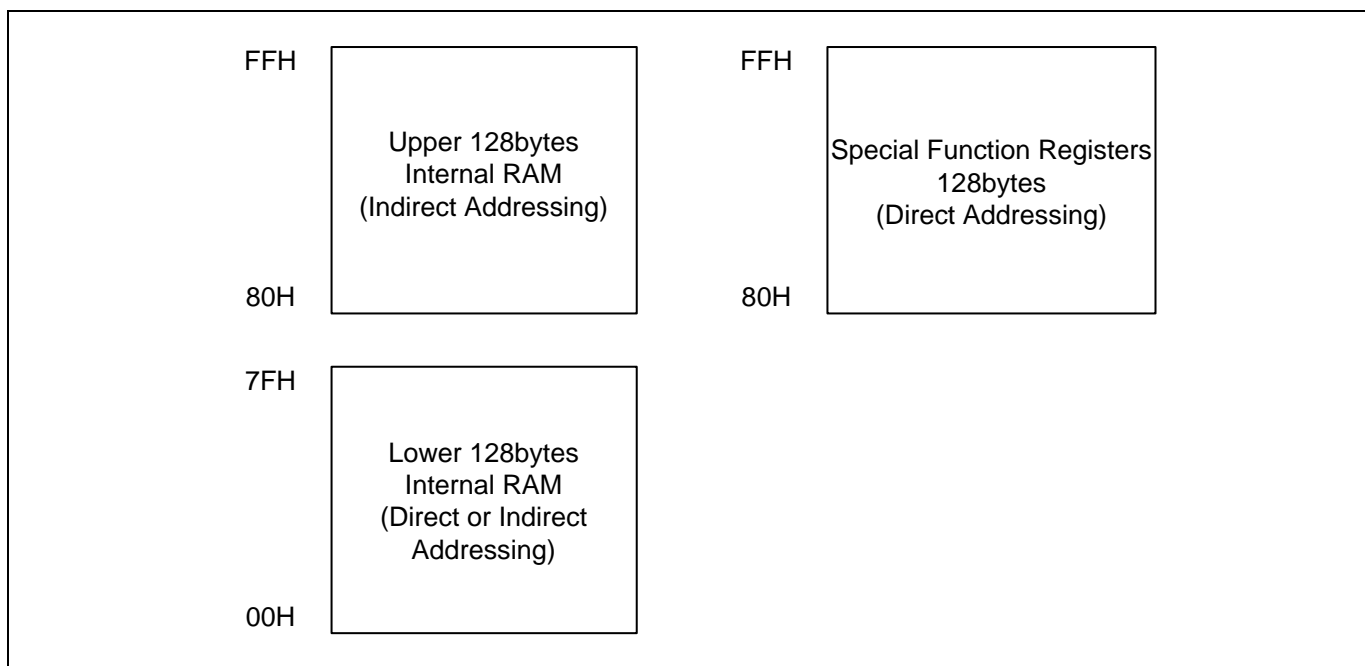 FFH
Upper 128bytes
Internal RAM
(Indirect Addressing)
80H
FFH
Special Function Registers
128bytes
(Direct Addressing)
80H
7FH
Lower 128bytes
Internal RAM
(Direct or Indirect
Addressing)
00H